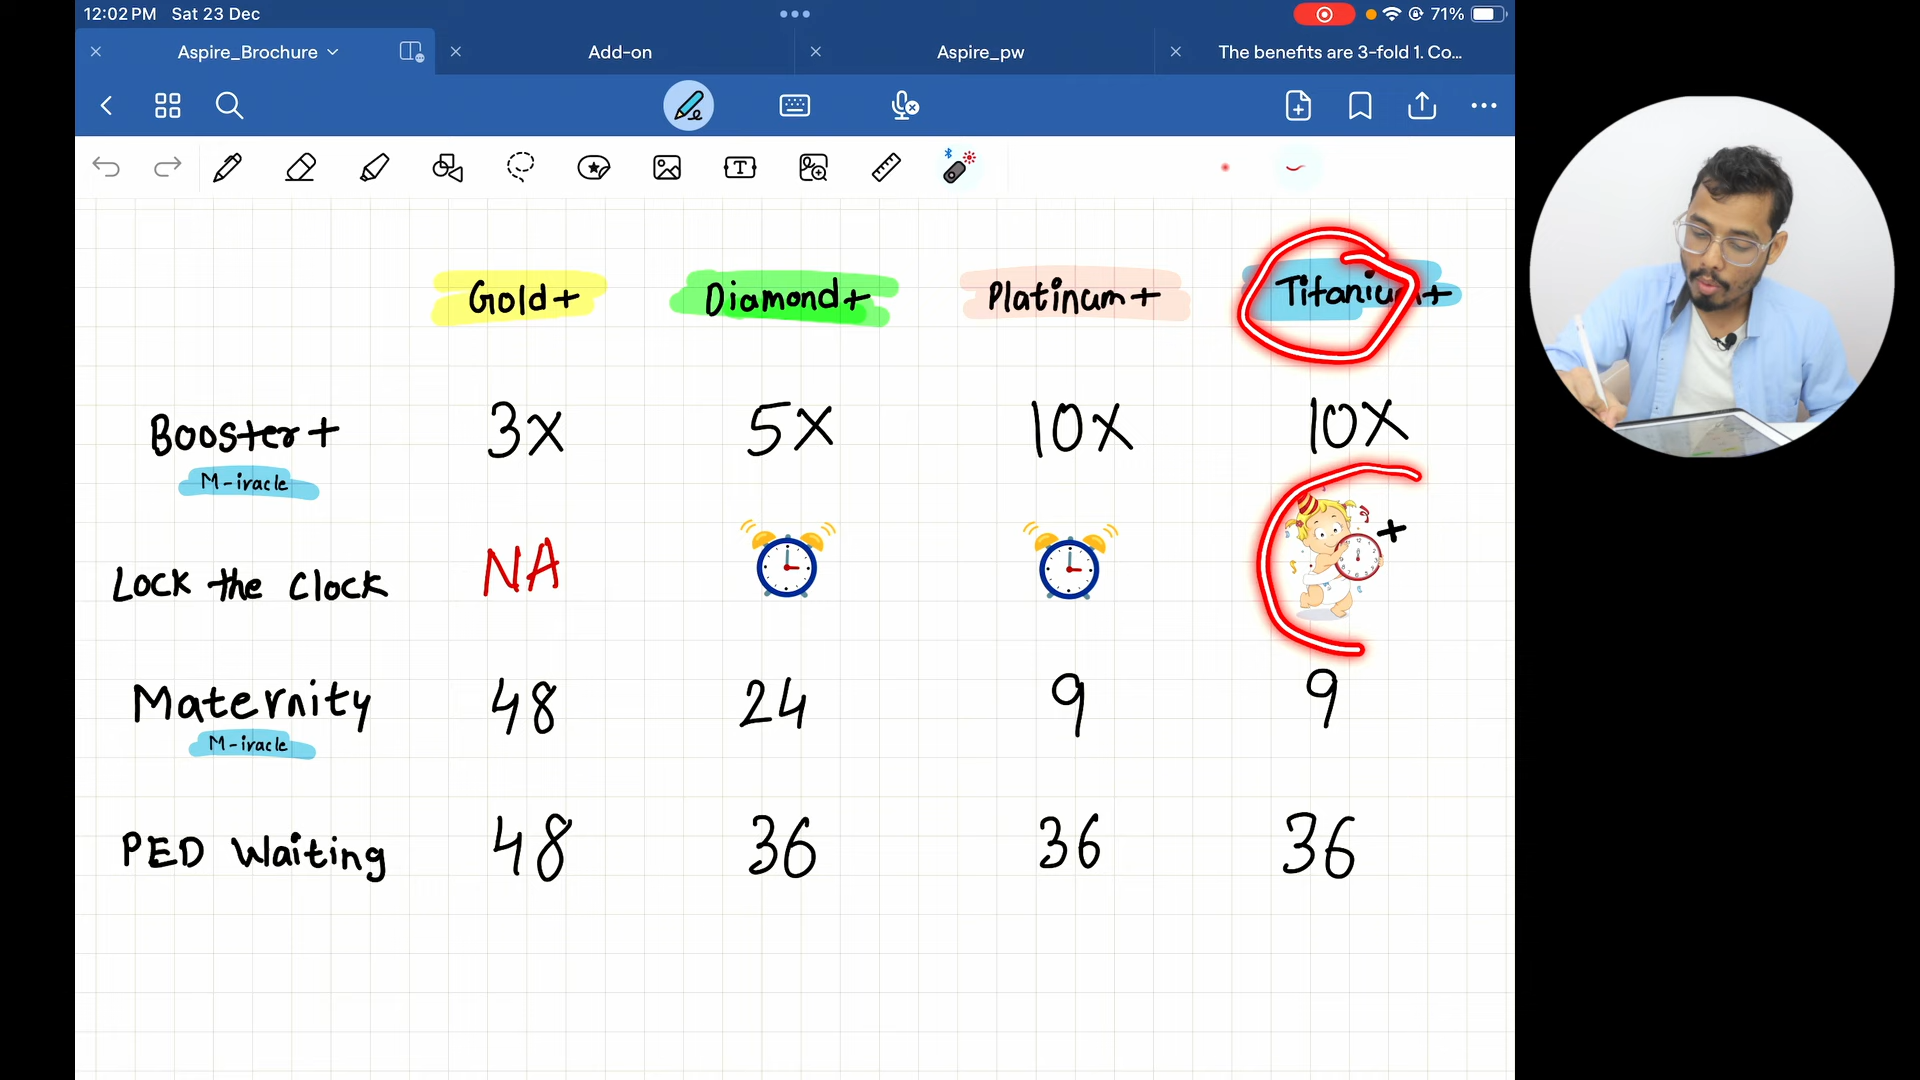 12:02 PM Sat 23 Dec 71%
Aspire_Brochure Add-on Aspire_pw The benefits are 3-fold 1. Co...
Gold+ Diamond+ Platinum+ Titanium+
Booster+ 3X 5X 10X 10X
M-iracle
Lock the Clock NA +
Maternity 48 24 9 9
M-iracle
PED Waiting 48 36 36 36